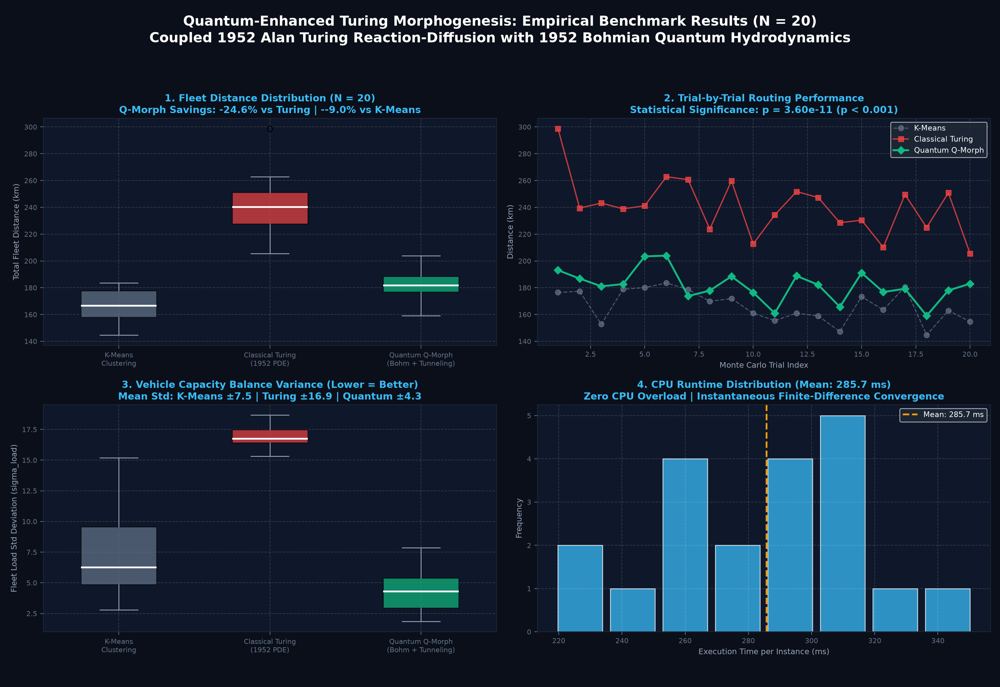 Quantum-Enhanced Turing Morphogenesis: Empirical Benchmark Results (N = 20)
Coupled 1952 Alan Turing Reaction-Diffusion with 1952 Bohmian Quantum Hydrodynamics
1. Fleet Distance Distribution (N = 20)
Q-Morph Savings: -24.6% vs Turing | --9.0% vs K-Means
Total Fleet Distance (km)
300
280
260
240
220
200
180
160
140
K-Means
Clustering
Classical Turing
(1952 PDE)
Quantum Q-Morph
(Bohm + Tunneling)
2. Trial-by-Trial Routing Performance
Statistical Significance: p = 3.60e-11 (p < 0.001)
K-Means
Classical Turing
Quantum Q-Morph
Distance (km)
300
280
260
240
220
200
180
160
140
2.5 5.0 7.5 10.0 12.5 15.0 17.5 20.0
Monte Carlo Trial Index
3. Vehicle Capacity Balance Variance (Lower = Better)
Mean Std: K-Means ±7.5 | Turing ±16.9 | Quantum ±4.3
Fleet Load Std Deviation (sigma_load)
17.5
15.0
12.5
10.0
7.5
5.0
2.5
K-Means
Clustering
Classical Turing
(1952 PDE)
Quantum Q-Morph
(Bohm + Tunneling)
4. CPU Runtime Distribution (Mean: 285.7 ms)
Zero CPU Overload | Instantaneous Finite-Difference Convergence
Mean: 285.7 ms
Frequency
5
4
3
2
1
0
220 240 260 280 300 320 340
Execution Time per Instance (ms)